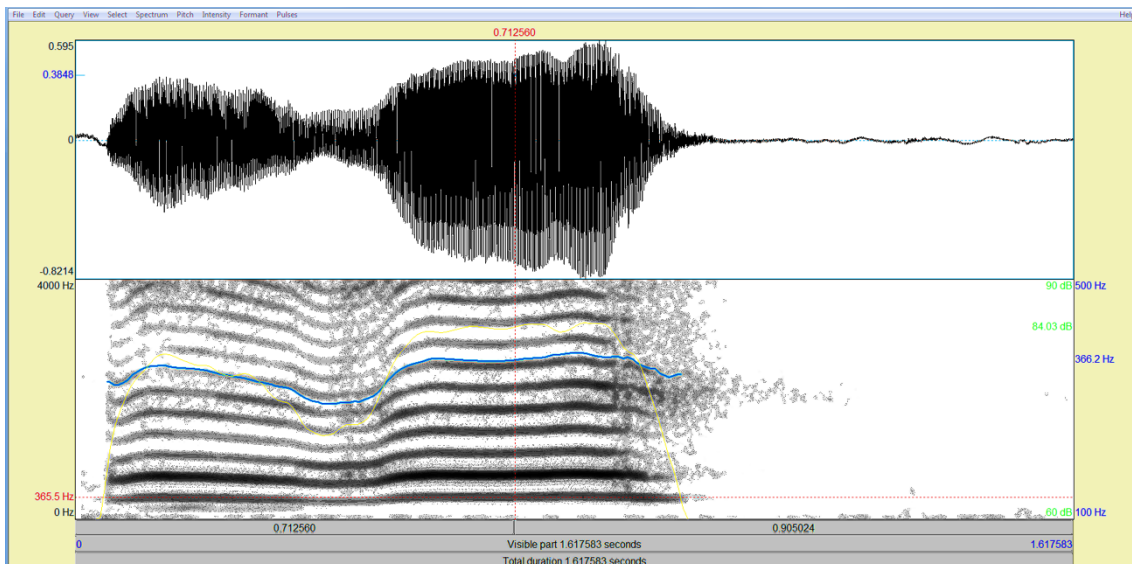 File Edit Query View Select Spectrum Pitch Intensity Formant Pulses Help
0.712560
0.595
0.3848
0
-0.8214
4000 Hz 90 dB 500 Hz
84.03 dB
366.2 Hz
365.5 Hz
0 Hz 60 dB 100 Hz
0.712560 0.905024
0 Visible part 1.617583 seconds 1.617583
Total duration 1.617583 seconds